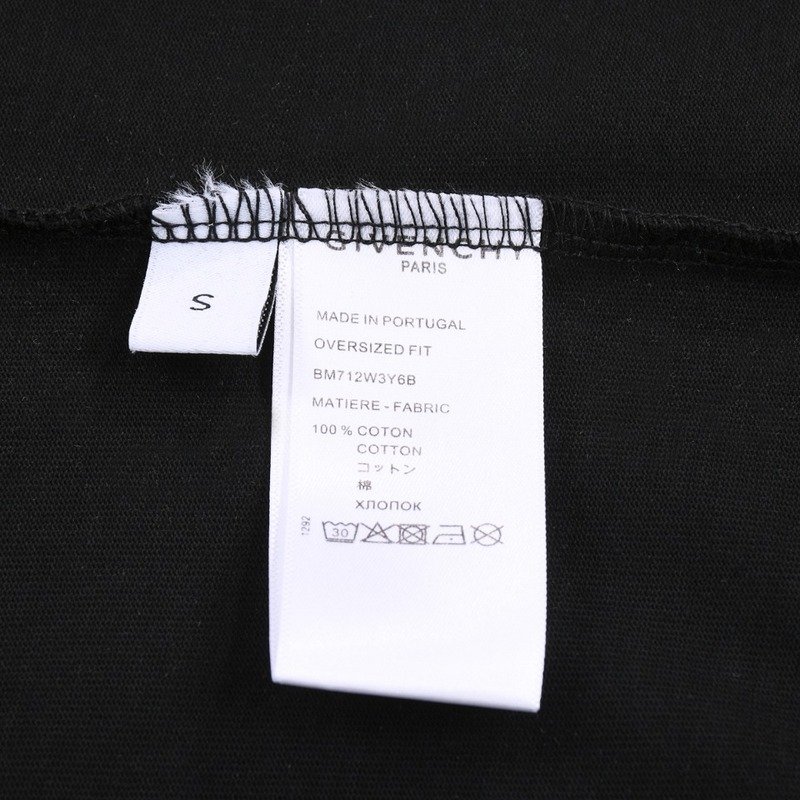 S
GIVENCHY
PARIS
MADE IN PORTUGAL
OVERSIZED FIT
BM712W3Y6B
MATIERE - FABRIC
100 % COTON
COTTON
コットン
棉
ХЛОПОК
1292
30